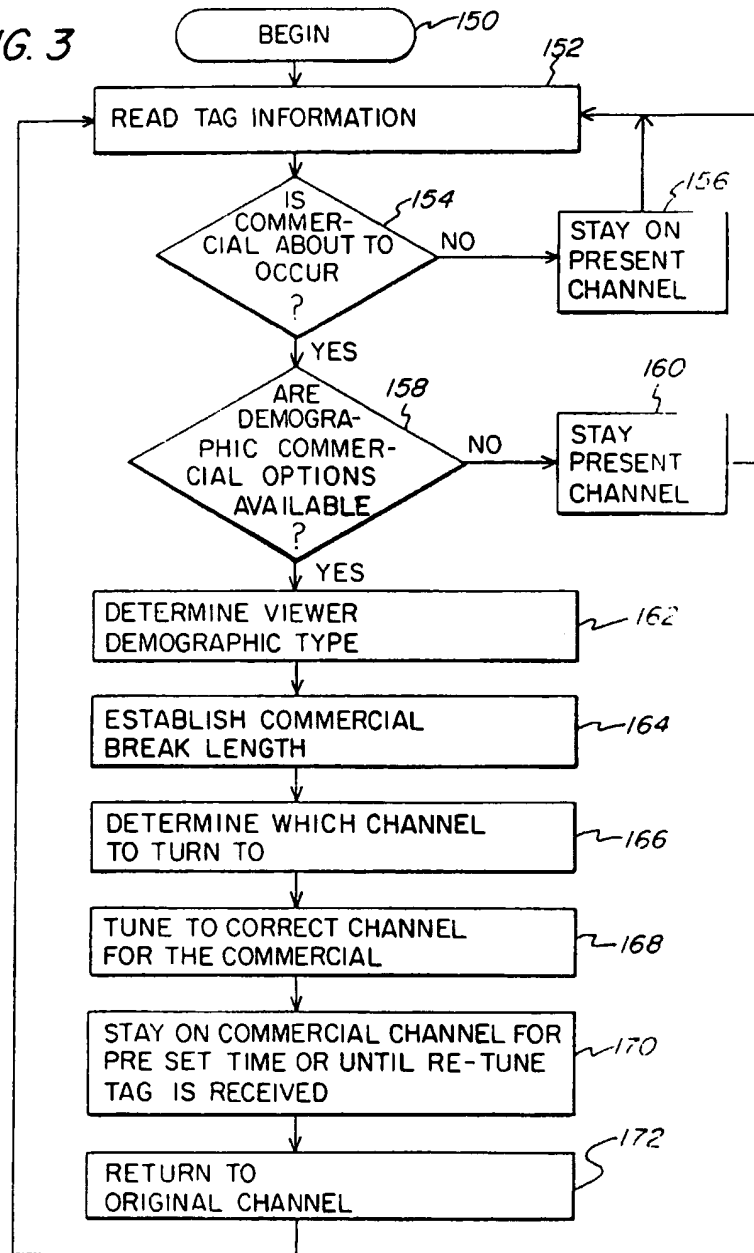 IG. 3
BEGIN
150
152
READ TAG INFORMATION
IS
COMMER-
CIAL ABOUT TO
OCCUR
?
154
NO
156
STAY ON
PRESENT
CHANNEL
YES
ARE
DEMOGRA-
PHIC COMMER-
CIAL OPTIONS
AVAILABLE
?
158
NO
160
STAY
PRESENT
CHANNEL
YES
DETERMINE VIEWER
DEMOGRAPHIC TYPE
162
ESTABLISH COMMERCIAL
BREAK LENGTH
164
DETERMINE WHICH CHANNEL
TO TURN TO
166
TUNE TO CORRECT CHANNEL
FOR THE COMMERCIAL
168
STAY ON COMMERCIAL CHANNEL FOR
PRE SET TIME OR UNTIL RE-TUNE
TAG IS RECEIVED
170
RETURN TO
ORIGINAL CHANNEL
172